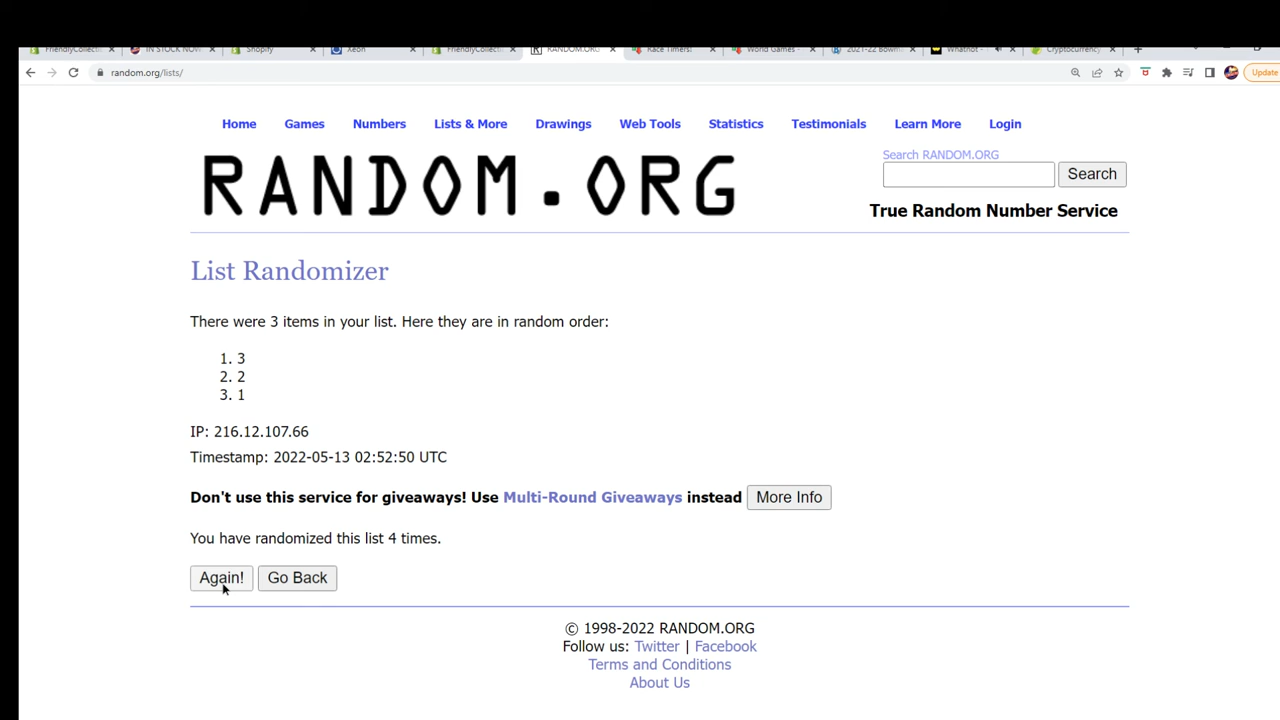 FriendlyCollecti
IN STOCK NOW
Shopify
Xeon
FriendlyCollecti
RANDOM.ORG
Race Timers!
World Games -
2021-22 Bowm
Whatnot -
Cryptocurrency
random.org/lists/
Update
Home Games Numbers Lists & More Drawings Web Tools Statistics Testimonials Learn More Login
RANDOM.ORG
Search RANDOM.ORG
Search
True Random Number Service
List Randomizer
There were 3 items in your list. Here they are in random order:
1. 3
2. 2
3. 1
IP: 216.12.107.66
Timestamp: 2022-05-13 02:52:50 UTC
Don't use this service for giveaways! Use Multi-Round Giveaways instead More Info
You have randomized this list 4 times.
Again! Go Back
© 1998-2022 RANDOM.ORG
Follow us: Twitter | Facebook
Terms and Conditions
About Us